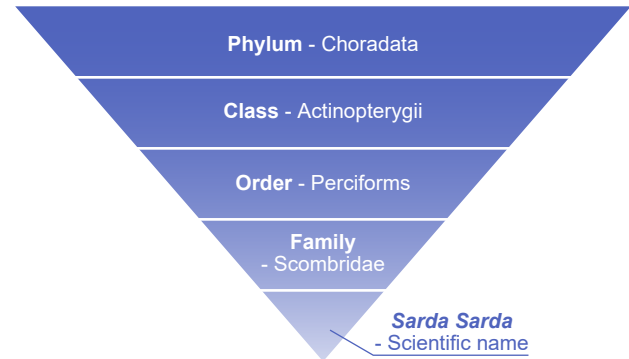 Phylum - Choradata
Class - Actinopterygii
Order - Perciforms
Family
- Scombridae
Sarda Sarda
- Scientific name